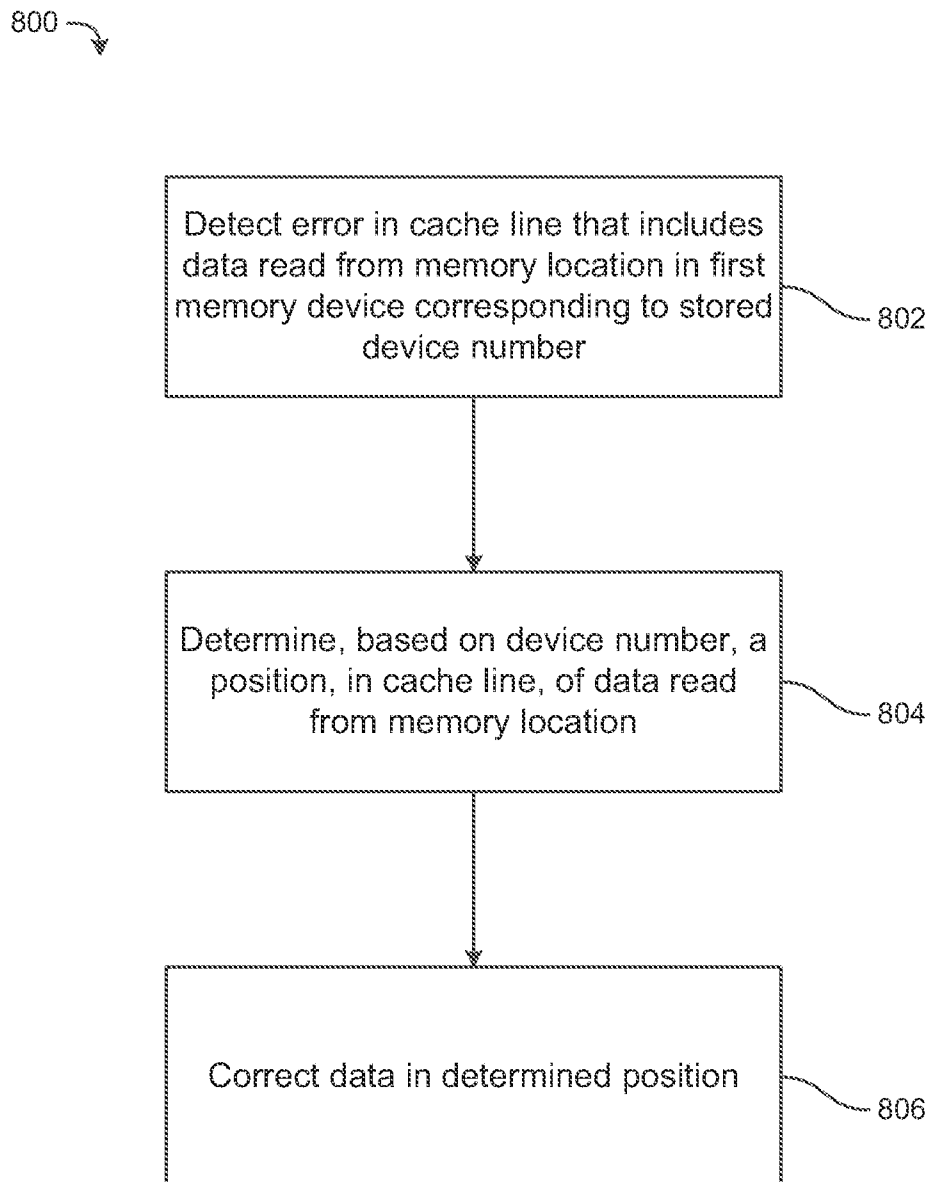 800
Detect error in cache line that includes
data read from memory location in first
memory device corresponding to stored
device number
802
Determine, based on device number, a
position, in cache line, of data read
from memory location
804
Correct data in determined position
806